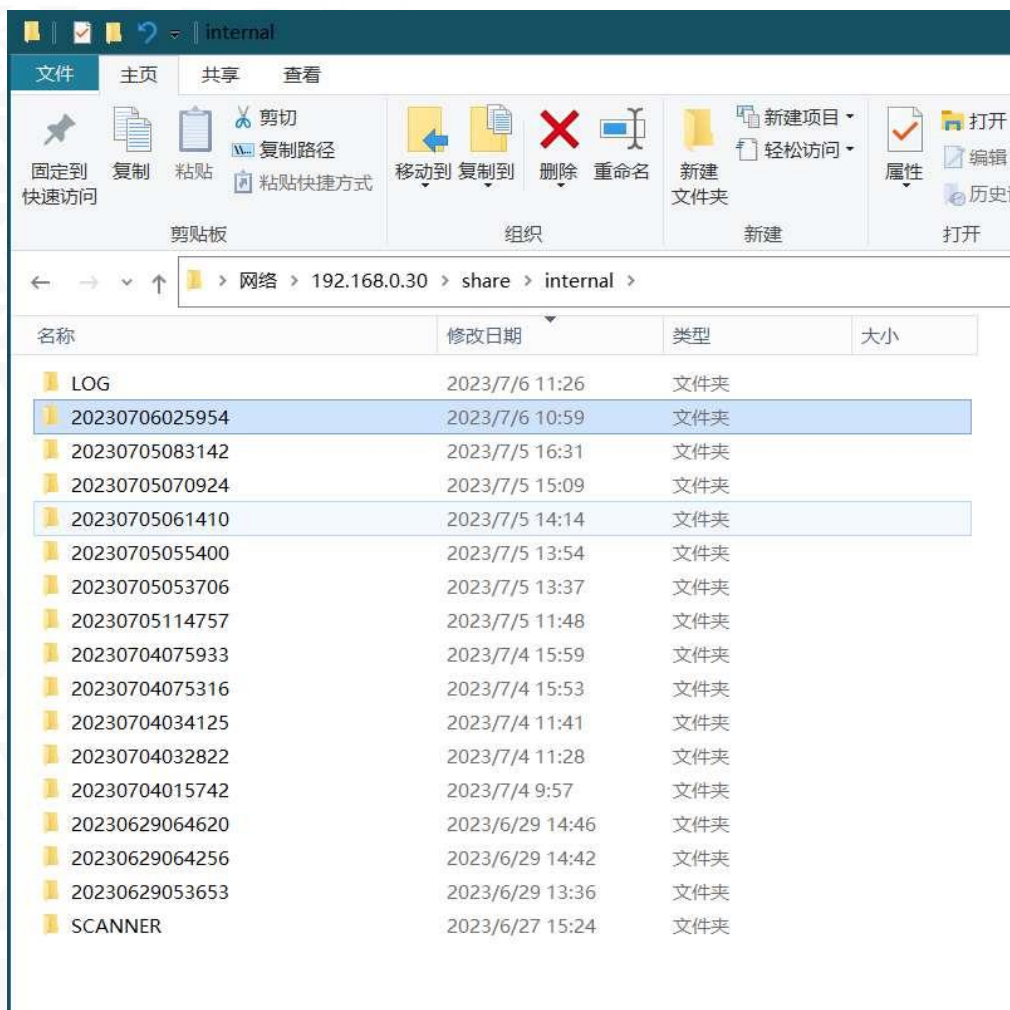 internal
文件 主页 共享 查看
固定到快速访问 复制 粘贴 剪切 复制路径 粘贴快捷方式 移动到 复制到 删除 重命名 新建文件夹 新建项目 轻松访问 属性 打开 编辑 历史
剪贴板 组织 新建 打开
网络 > 192.168.0.30 > share > internal >
名称 修改日期 类型 大小
LOG 2023/7/6 11:26 文件夹
20230706025954 2023/7/6 10:59 文件夹
20230705083142 2023/7/5 16:31 文件夹
20230705070924 2023/7/5 15:09 文件夹
20230705061410 2023/7/5 14:14 文件夹
20230705055400 2023/7/5 13:54 文件夹
20230705053706 2023/7/5 13:37 文件夹
20230705114757 2023/7/5 11:48 文件夹
20230704075933 2023/7/4 15:59 文件夹
20230704075316 2023/7/4 15:53 文件夹
20230704034125 2023/7/4 11:41 文件夹
20230704032822 2023/7/4 11:28 文件夹
20230704015742 2023/7/4 9:57 文件夹
20230629064620 2023/6/29 14:46 文件夹
20230629064256 2023/6/29 14:42 文件夹
20230629053653 2023/6/29 13:36 文件夹
SCANNER 2023/6/27 15:24 文件夹